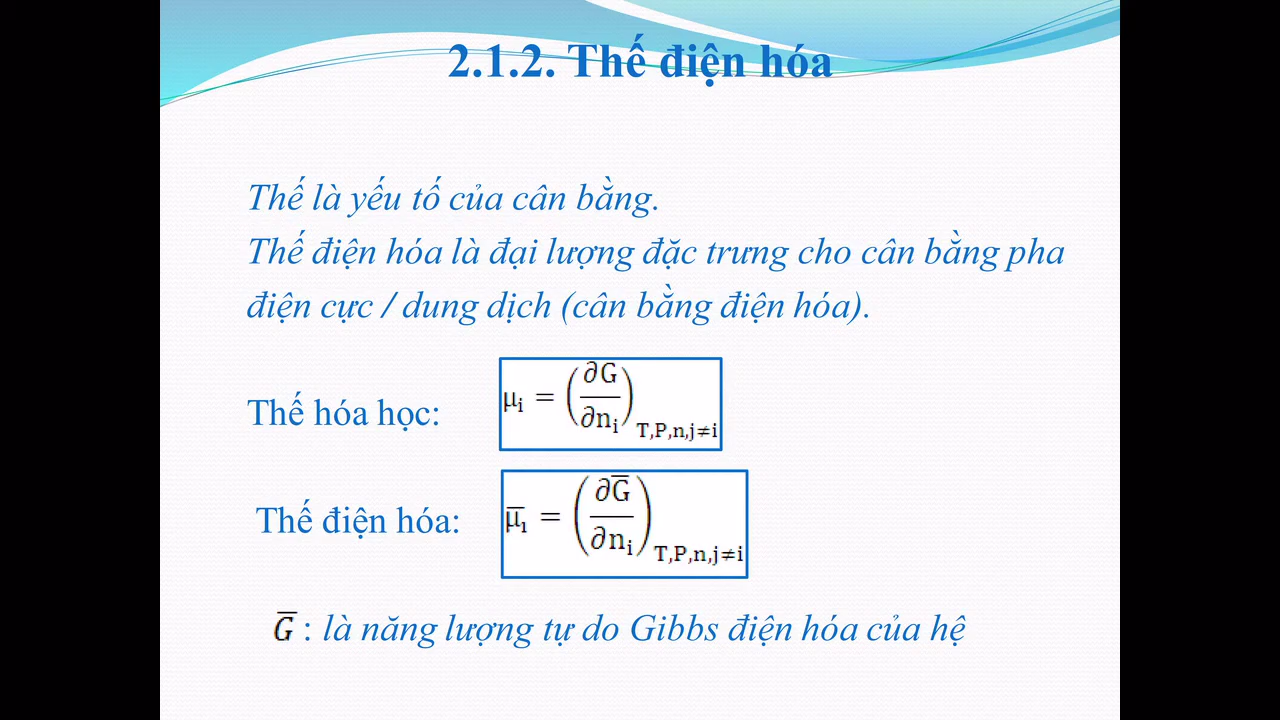 2.1.2. Thế điện hóa
Thế là yếu tố của cân bằng.
Thế điện hóa là đại lượng đặc trưng cho cân bằng pha
điện cực / dung dịch (cân bằng điện hóa).
Thế hóa học: μᵢ = (∂G/∂nᵢ)T,P,n,j≠i
Thế điện hóa: μ̅ᵢ = (∂G̅/∂nᵢ)T,P,n,j≠i
G̅ : là năng lượng tự do Gibbs điện hóa của hệ